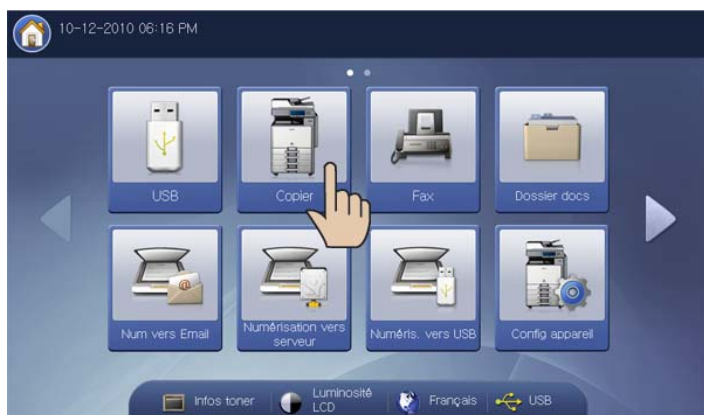 10-12-2010 06:16 PM
USB
Copier
Fax
Dossier docs
Num vers Email
Numérisation vers
serveur
Numéris. vers USB
Config appareil
Infos toner
Luminosité
LCD
Français
USB